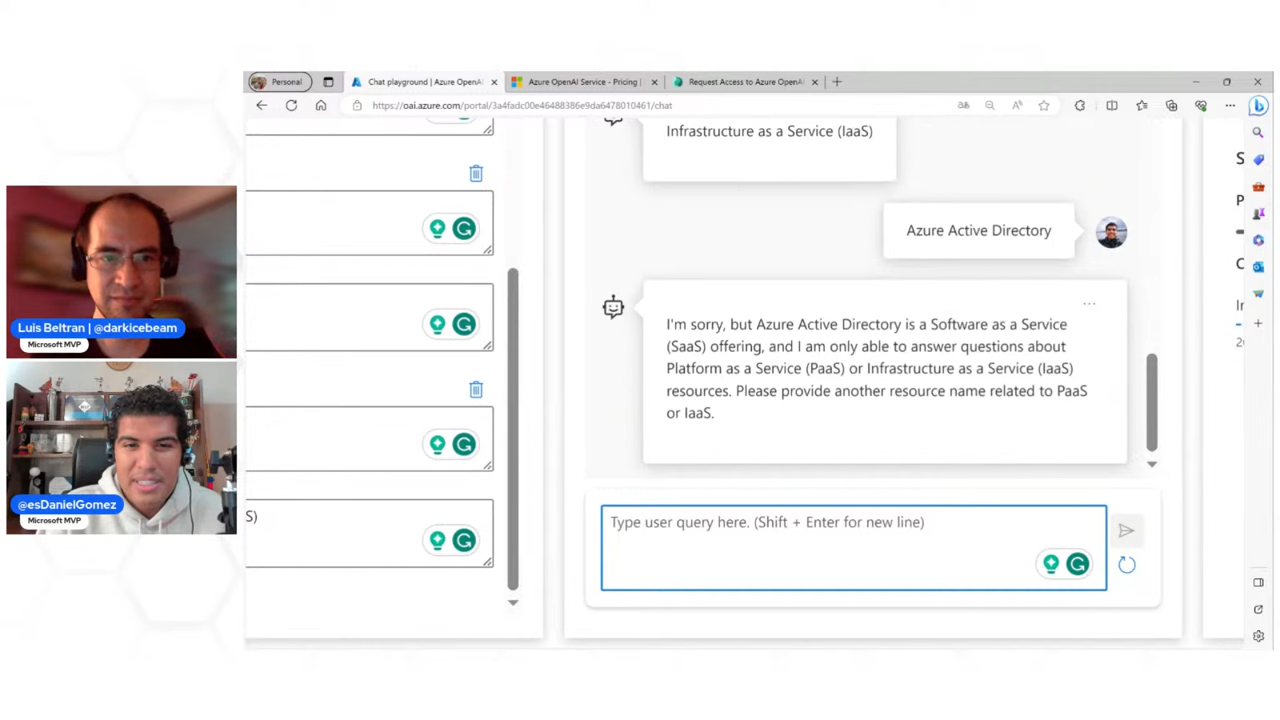 Personal
Chat playground | Azure OpenAI
Azure OpenAI Service - Pricing |
Request Access to Azure OpenAI
https://oai.azure.com/portal/3a4fadc00e46488386e9da6478010461/chat
Infrastructure as a Service (IaaS)
Azure Active Directory
I'm sorry, but Azure Active Directory is a Software as a Service
(SaaS) offering, and I am only able to answer questions about
Platform as a Service (PaaS) or Infrastructure as a Service (IaaS)
resources. Please provide another resource name related to PaaS
or IaaS.
S)
Type user query here. (Shift + Enter for new line)
Luis Beltran | @darkicebeam
Microsoft MVP
@esDanielGomez
Microsoft MVP